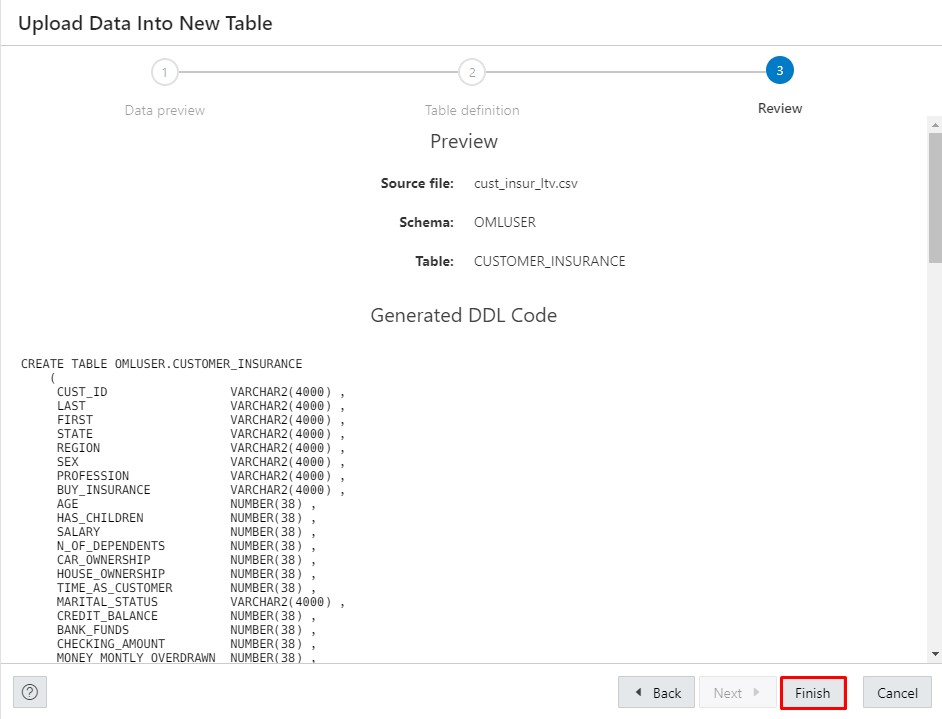 Upload Data Into New Table
1
2
3
Data preview
Table definition
Review
Preview
Source file: cust_insur_ltv.csv
Schema: OMLUSER
Table: CUSTOMER_INSURANCE
Generated DDL Code
CREATE TABLE OMLUSER.CUSTOMER_INSURANCE
(
CUST_ID VARCHAR2(4000) ,
LAST VARCHAR2(4000) ,
FIRST VARCHAR2(4000) ,
STATE VARCHAR2(4000) ,
REGION VARCHAR2(4000) ,
SEX VARCHAR2(4000) ,
PROFESSION VARCHAR2(4000) ,
BUY_INSURANCE VARCHAR2(4000) ,
AGE NUMBER(38) ,
HAS_CHILDREN NUMBER(38) ,
SALARY NUMBER(38) ,
N_OF_DEPENDENTS NUMBER(38) ,
CAR_OWNERSHIP NUMBER(38) ,
HOUSE_OWNERSHIP NUMBER(38) ,
TIME_AS_CUSTOMER NUMBER(38) ,
MARITAL_STATUS VARCHAR2(4000) ,
CREDIT_BALANCE NUMBER(38) ,
BANK_FUNDS NUMBER(38) ,
CHECKING_AMOUNT NUMBER(38) ,
MONEY_MONTLY_OVERDRAWN NUMBER(38) ,
? Back Next Finish Cancel